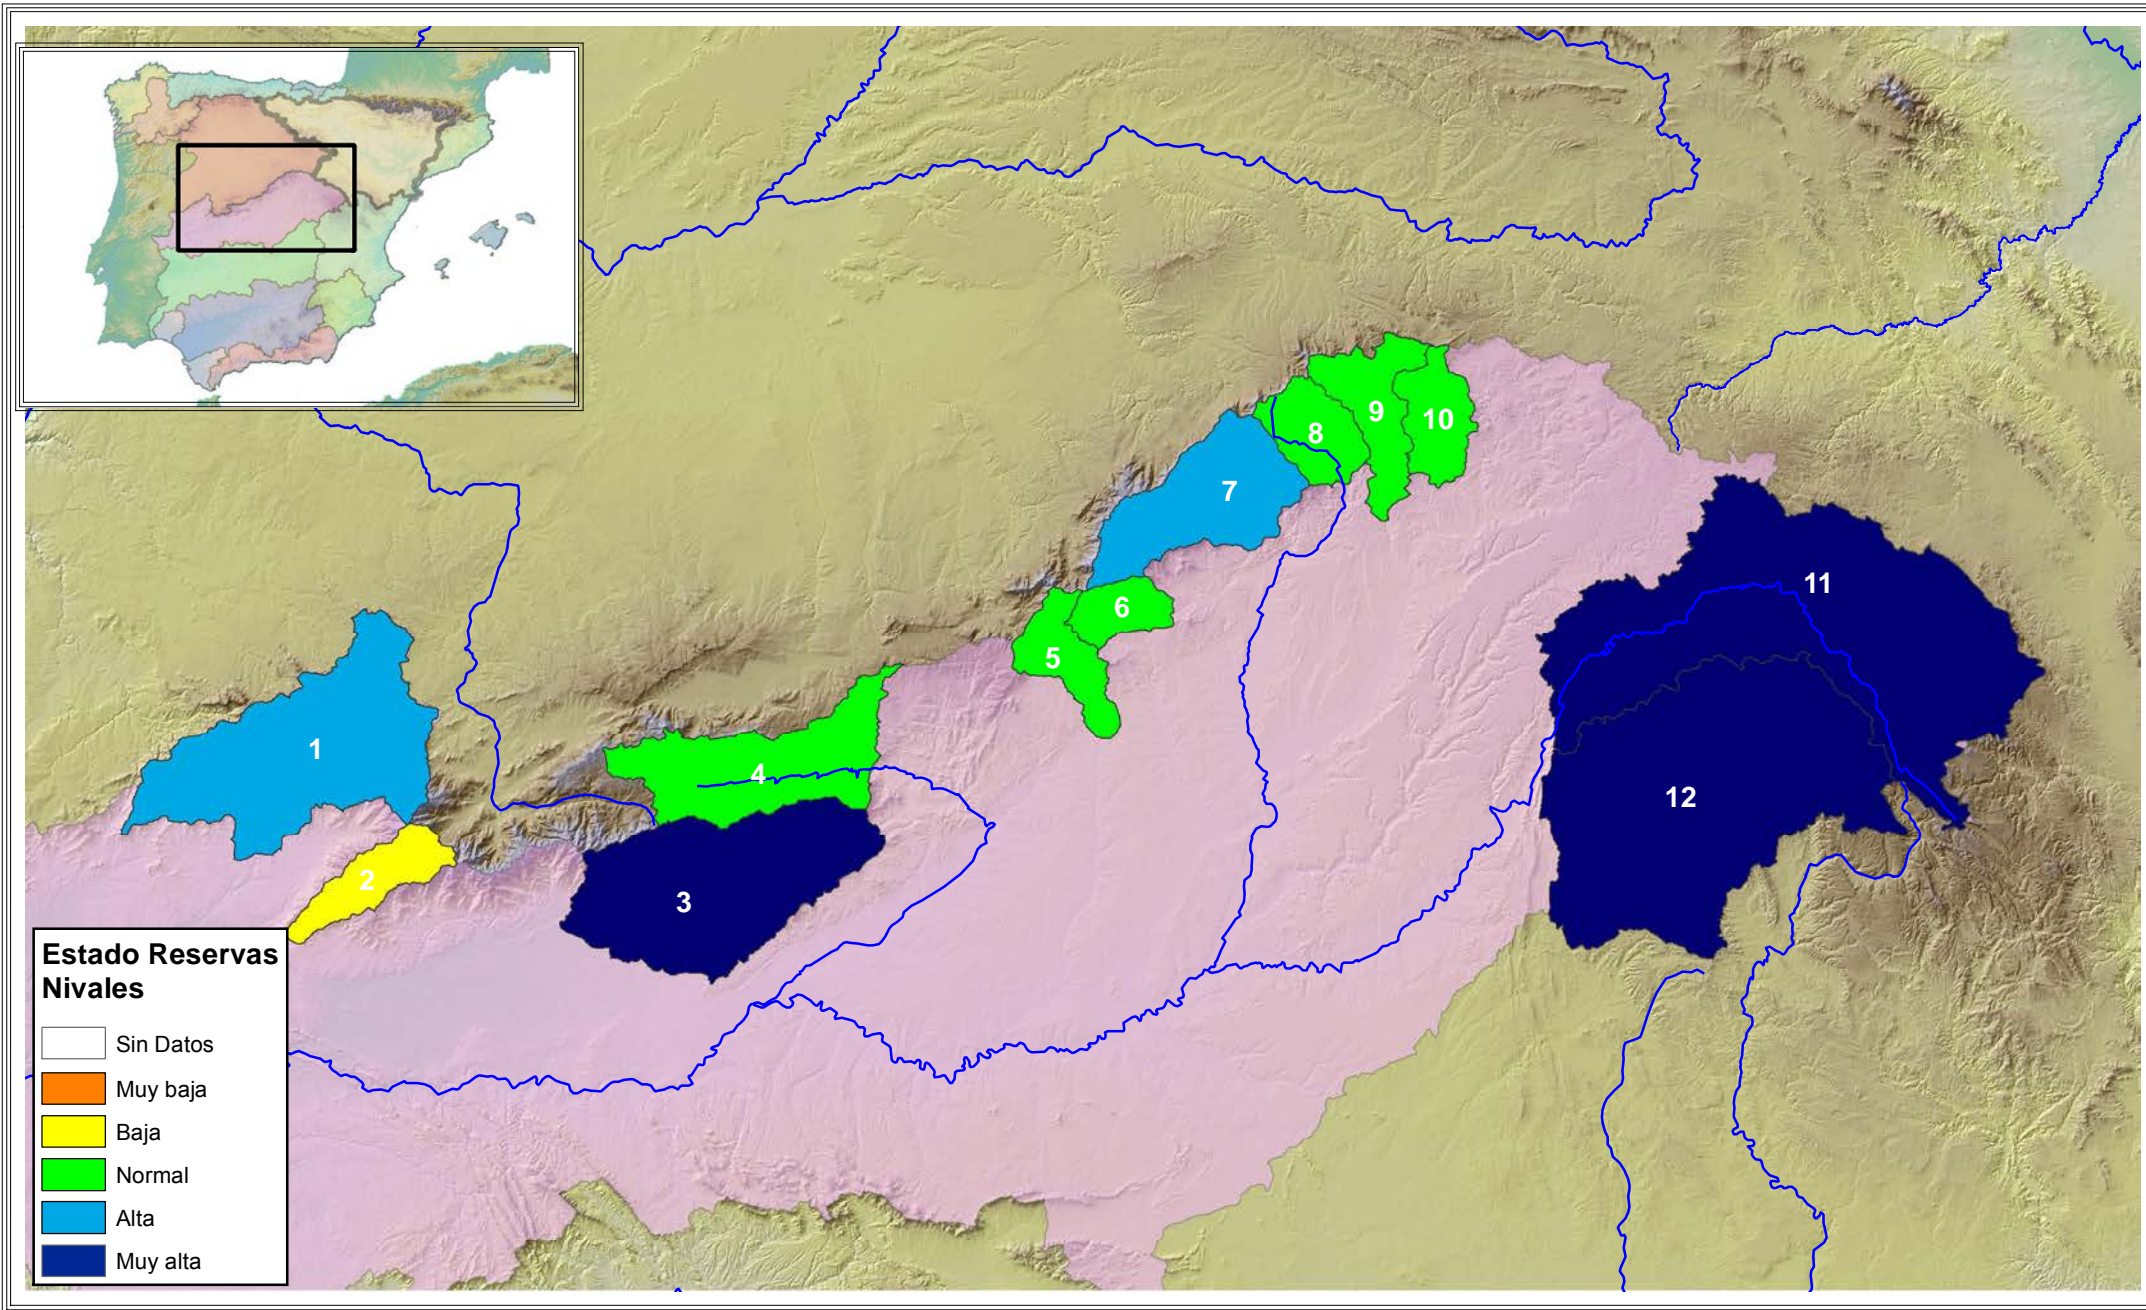 8
9
10
7
11
6
5
1
4
12
2
3
Estado Reservas
Nivales
Sin Datos
Muy baja
Baja
Normal
Alta
Muy alta